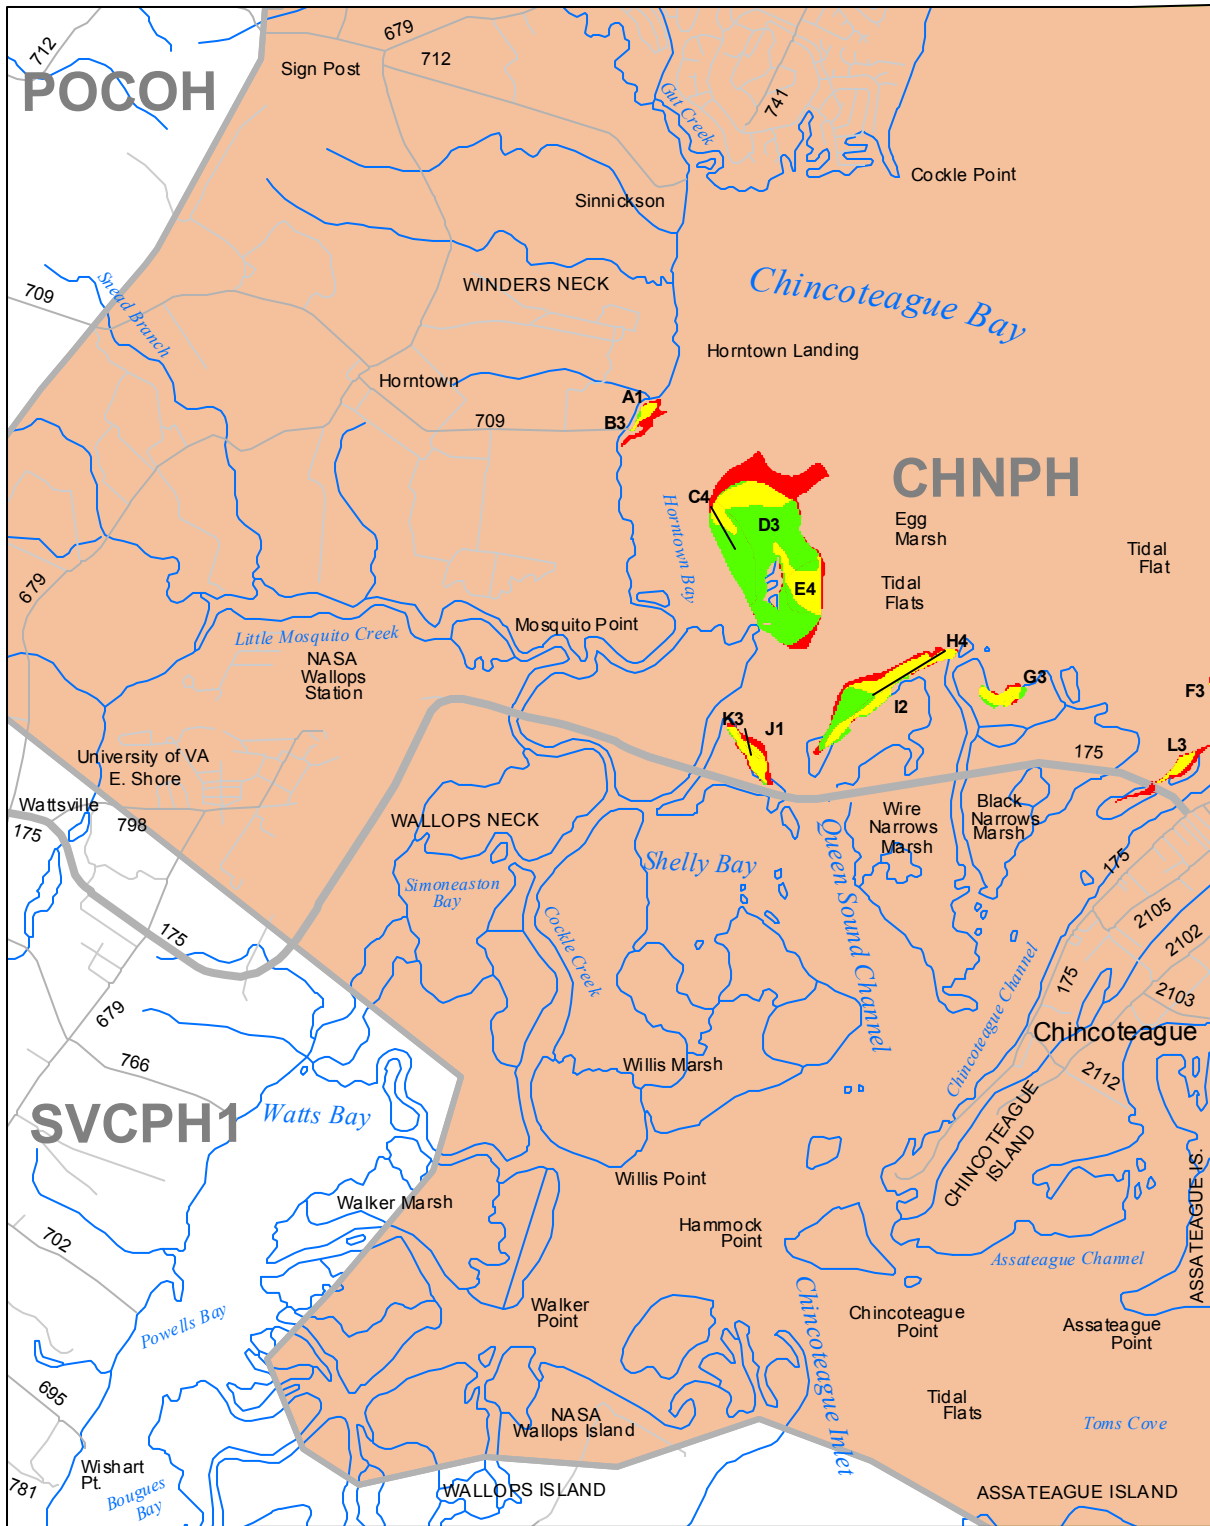 679
712
712
Sign Post
POCOH
741
Gut Creek
Cockle Point
Sinnickson
WINDERS NECK
Chincoteague Bay
709
Snead Branch
Horntown Landing
Horntown
A1
B3
709
CHNPH
C4
D3
Horntown Bay
Egg
Marsh
Tidal
Flat
E4
Tidal
Flats
679
Mosquito Point
Little Mosquito Creek
NASA
Wallops
Station
H4
G3
F3
I2
K3
J1
L3
175
University of VA
E. Shore
Wattsville
798
175
WALLOPS NECK
Wire
Narrows
Marsh
Black
Narrows
Marsh
Shelly Bay
Queen Sound Channel
175
Simoneaston
Bay
Cockle Creek
2105
2102
175
175
2103
Chincoteague Channel
679
Chincoteague
766
Willis Marsh
2112
SVCPH1
Watts Bay
CHINCOTEAGUE
ISLAND
Willis Point
Walker Marsh
ASSATEAGUE IS.
Hammock
Point
702
Assateague Channel
Powells Bay
Walker
Point
Chincoteague Inlet
Chincoteague
Point
Assateague
Point
695
Tidal
Flats
NASA
Wallops Island
Toms Cove
Wishart
Pt.
781
Bougues
Bay
WALLOPS ISLAND
ASSATEAGUE ISLAND